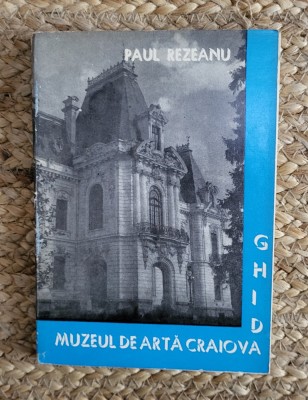 PAUL REZEANU
GHID
MUZEUL DE ARTĂ CRAIOVA